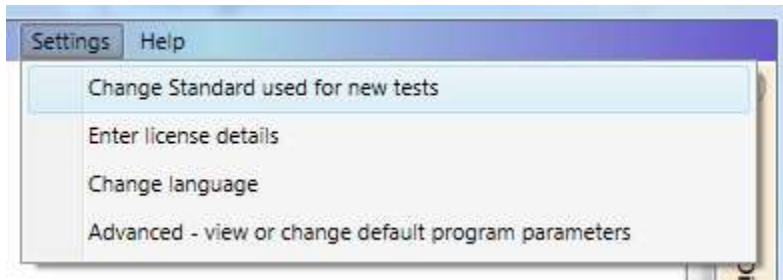 Settings Help
Change Standard used for new tests
Enter license details
Change language
Advanced - view or change default program parameters